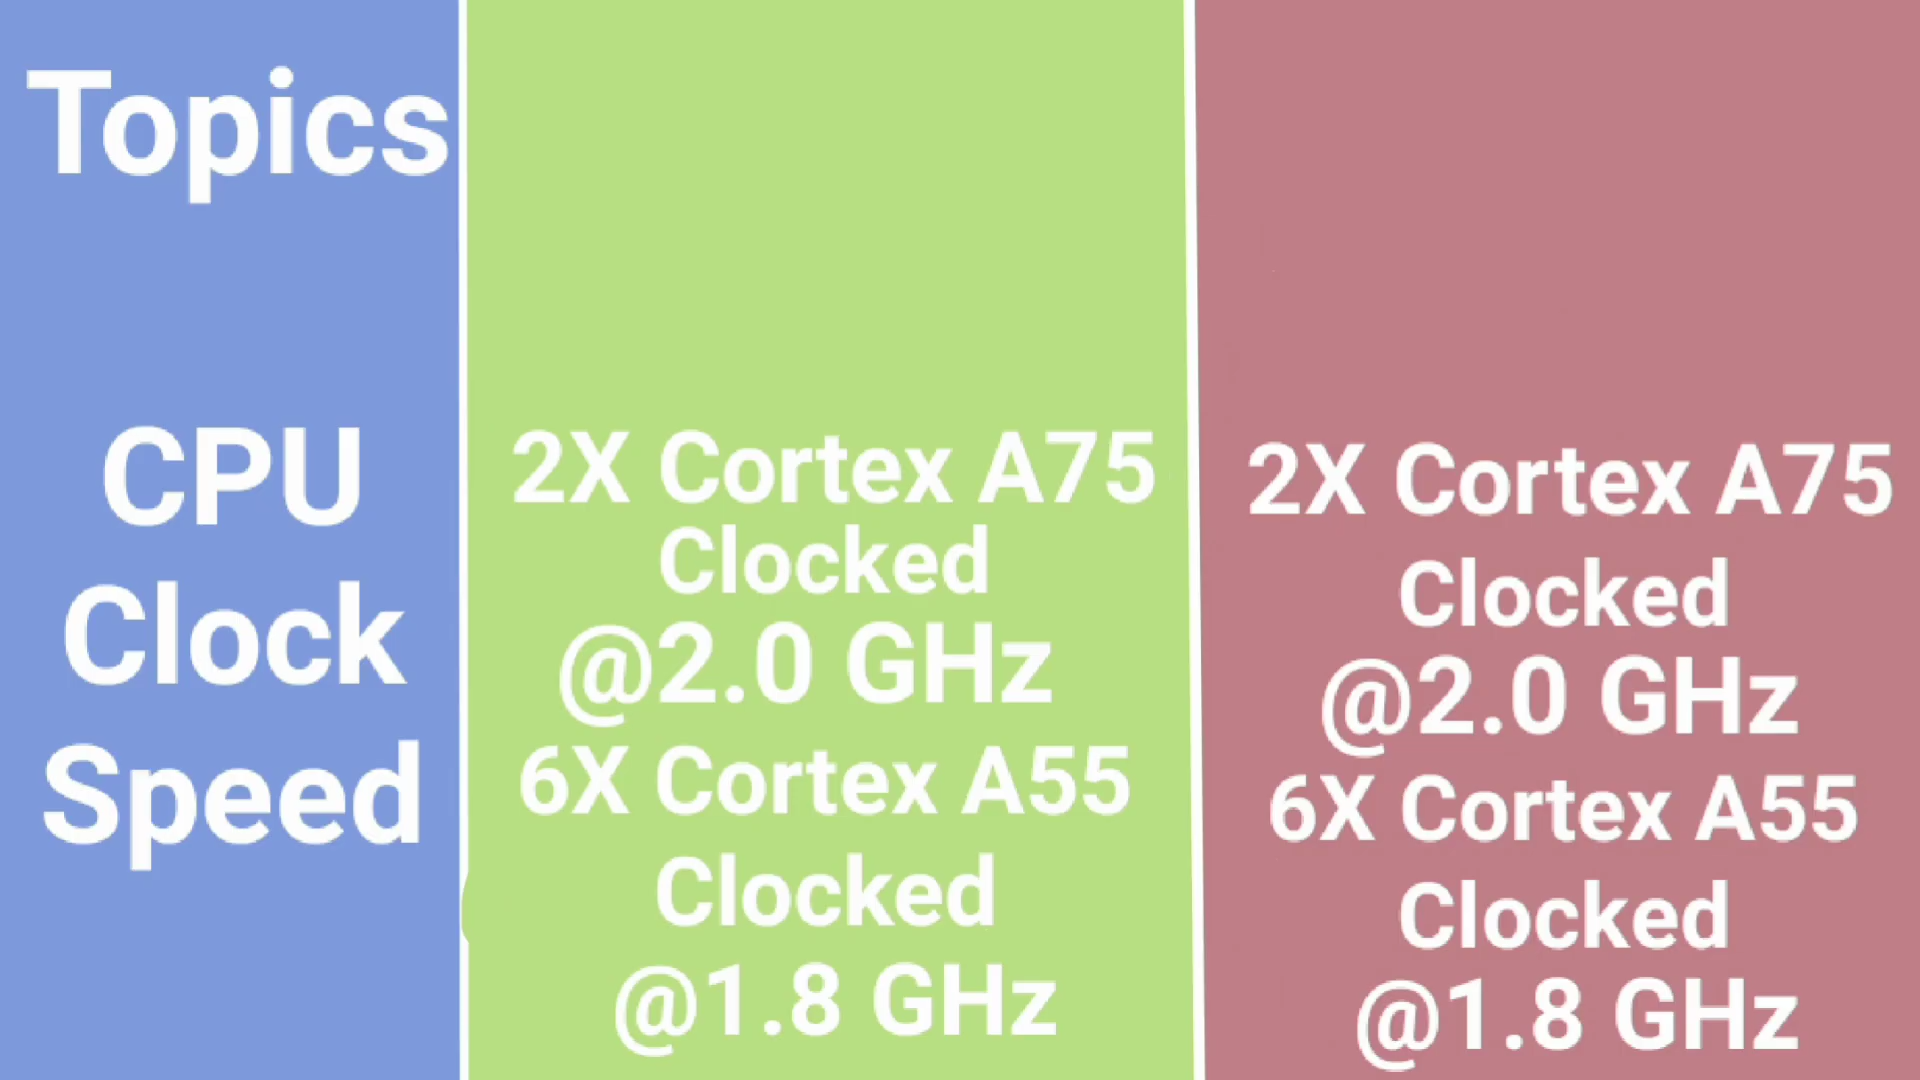 Topics
CPU
Clock
Speed
2X Cortex A75
Clocked
@2.0 GHz
6X Cortex A55
Clocked
@1.8 GHz
2X Cortex A75
Clocked
@2.0 GHz
6X Cortex A55
Clocked
@1.8 GHz